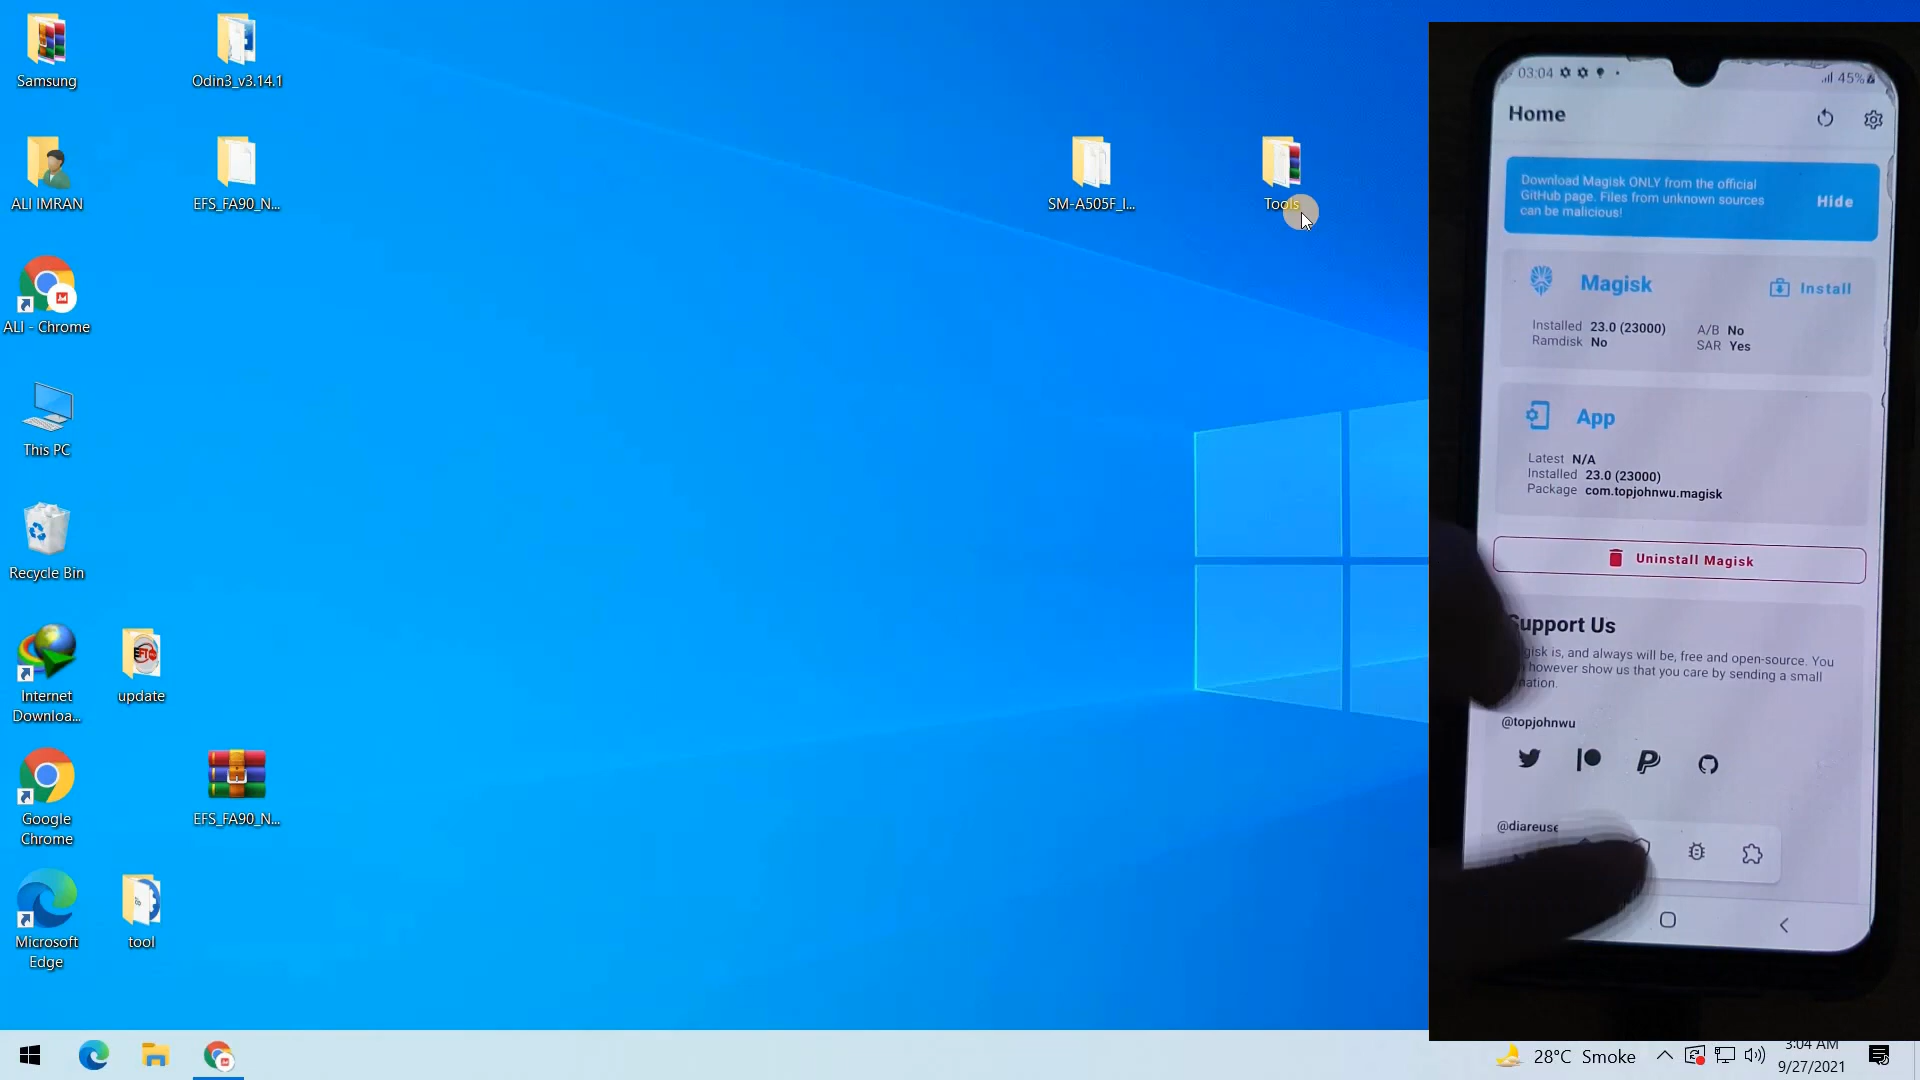 Samsung
Odin3_v3.14.1
ALI IMRAN
EFS_FA90_N...
SM-A505F_I...
Tools
ALI - Chrome
This PC
Recycle Bin
Internet
Downloa...
update
Google
Chrome
EFS_FA90_N...
Microsoft
Edge
tool
28°C Smoke
3:04 AM
9/27/2021
03:04
45%
Home
Download Magisk ONLY from the official
GitHub page. Files from unknown sources
can be malicious!
Hide
Magisk
Install
Installed 23.0 (23000)
A/B No
Ramdisk No
SAR Yes
App
Latest N/A
Installed 23.0 (23000)
Package com.topjohnwu.magisk
Uninstall Magisk
Support Us
gisk is, and always will be, free and open-source. You
however show us that you care by sending a small
nation.
@topjohnwu
@diareuse